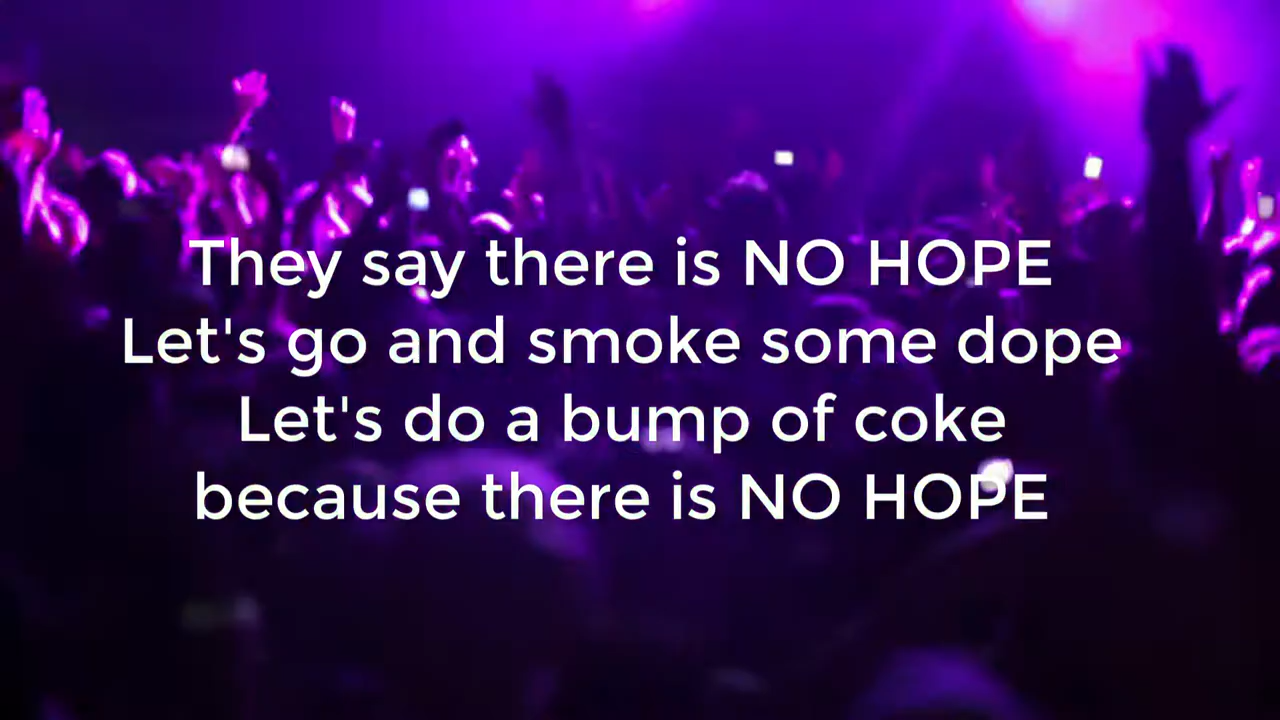 They say there is NO HOPE
Let's go and smoke some dope
Let's do a bump of coke
because there is NO HOPE